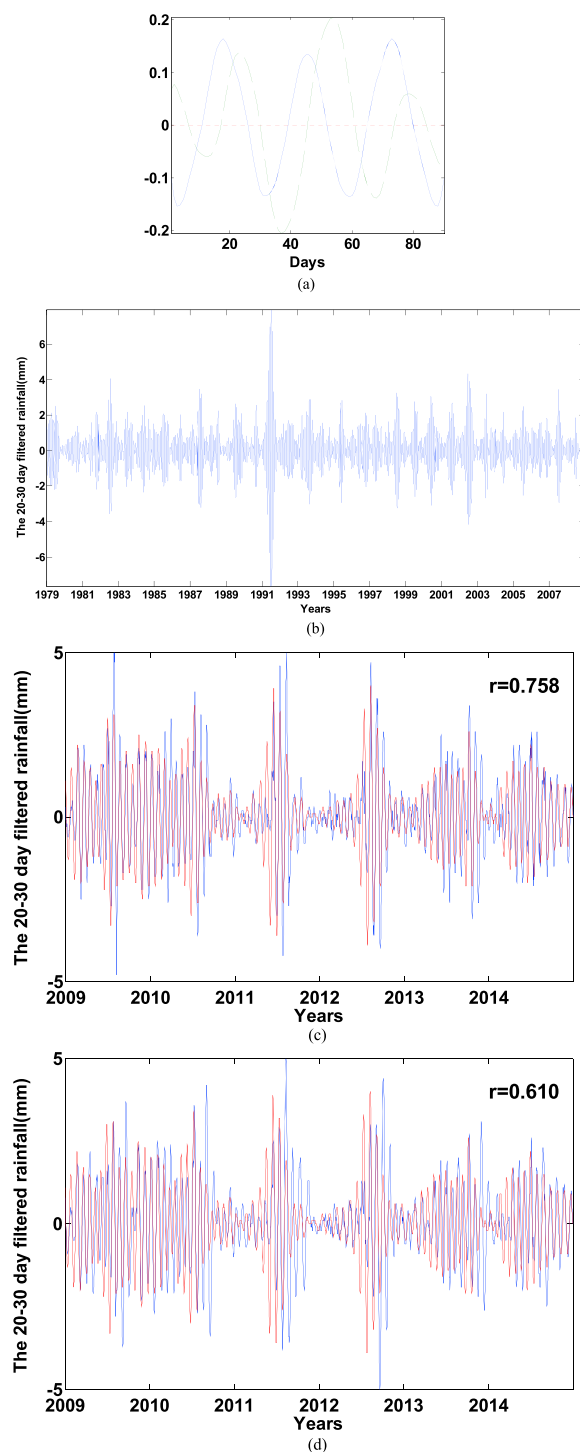 0.2
0.1
0
-0.1
-0.2
20 40 60 80
Days
(a)
The 20-30 day filtered rainfall(mm)
6
4
2
0
-2
-4
-6
1979 1981 1983 1985 1987 1989 1991 1993 1995 1997 1999 2001 2003 2005 2007
Years
(b)
The 20-30 day filtered rainfall(mm)
5
r=0.758
0
-5
2009 2010 2011 2012 2013 2014
Years
(c)
The 20-30 day filtered rainfall(mm)
5
r=0.610
0
-5
2009 2010 2011 2012 2013 2014
Years
(d)